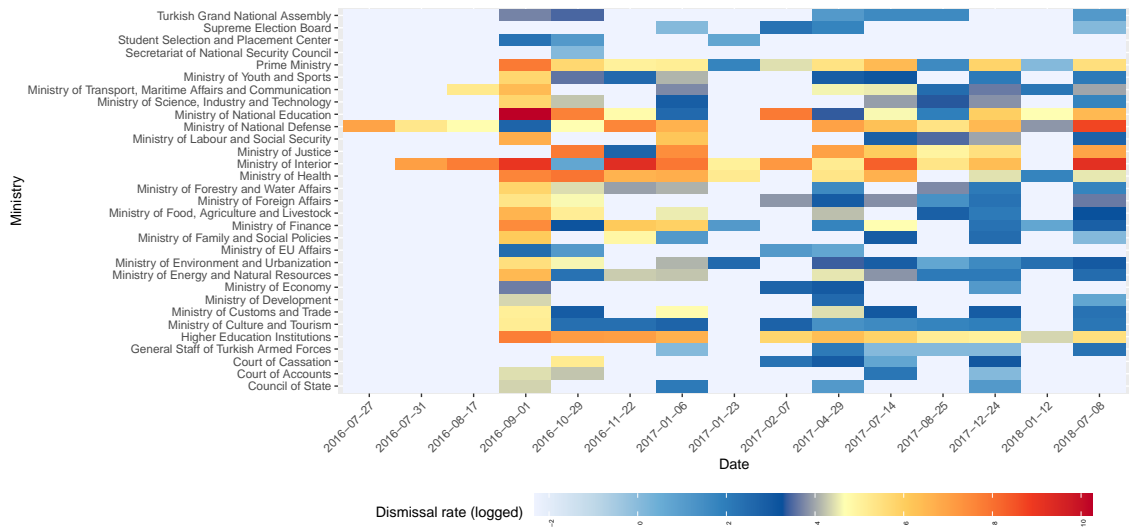 Turkish Grand National Assembly
Supreme Election Board
Student Selection and Placement Center
Secretariat of National Security Council
Prime Ministry
Ministry of Youth and Sports
Ministry of Transport, Maritime Affairs and Communication
Ministry of Science, Industry and Technology
Ministry of National Education
Ministry of National Defense
Ministry of Labour and Social Security
Ministry of Justice
Ministry of Interior
Ministry of Health
Ministry of Forestry and Water Affairs
Ministry of Foreign Affairs
Ministry of Food, Agriculture and Livestock
Ministry of Finance
Ministry of Family and Social Policies
Ministry of EU Affairs
Ministry of Environment and Urbanization
Ministry of Energy and Natural Resources
Ministry of Economy
Ministry of Development
Ministry of Customs and Trade
Ministry of Culture and Tourism
Higher Education Institutions
General Staff of Turkish Armed Forces
Court of Cassation
Court of Accounts
Council of State
Ministry
2016−07−27
2016−07−31
2016−08−17
2016−09−01
2016−10−29
2016−11−22
2017−01−06
2017−01−23
2017−02−07
2017−04−29
2017−07−14
2017−08−25
2017−12−24
2018−01−12
2018−07−08
Date
Dismissal rate (logged)
−2
0
2
4
6
8
10